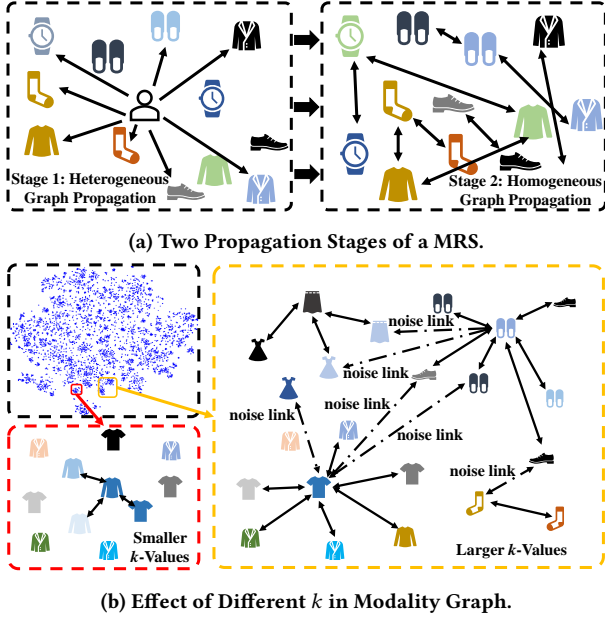 Stage 1: Heterogeneous
Graph Propagation
Stage 2: Homogeneous
Graph Propagation
(a) Two Propagation Stages of a MRS.
noise link
noise link
noise link
noise link
noise link
noise link
Smaller
k-Values
Larger k-Values
(b) Effect of Different k in Modality Graph.